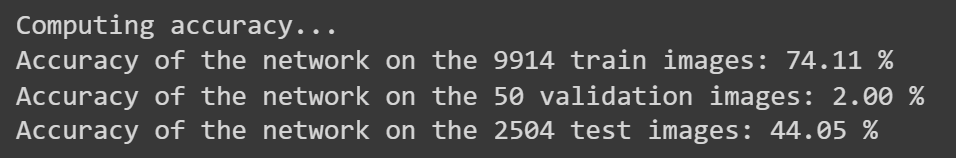 Computing accuracy...
Accuracy of the network on the 9914 train images: 74.11 %
Accuracy of the network on the 50 validation images: 2.00 %
Accuracy of the network on the 2504 test images: 44.05 %